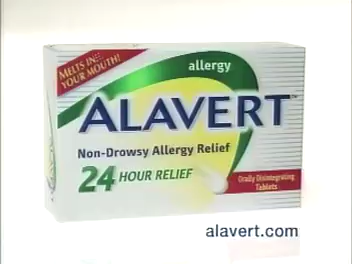 MELTS IN
YOUR MOUTH!
allergy
ALAVERT™
Non-Drowsy Allergy Relief
24 HOUR RELIEF
Orally Disintegrating
Tablets
alavert.com